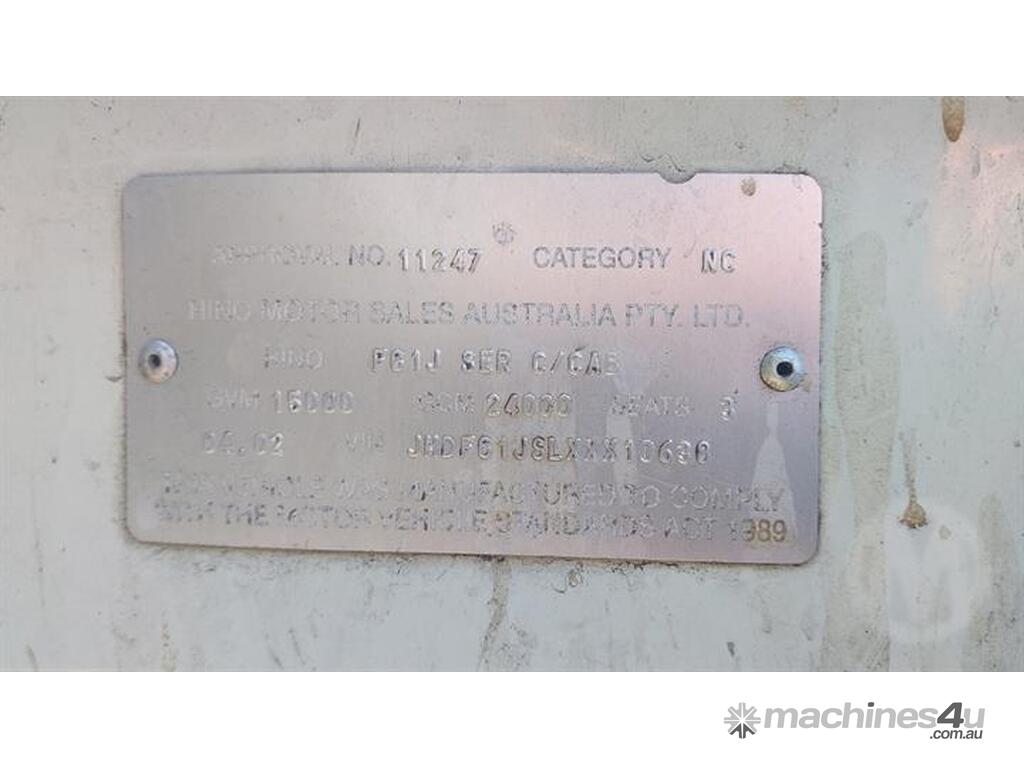 APPROVAL NO. 11247 CATEGORY NC
HINO MOTOR SALES AUSTRALIA PTY. LTD.
HINO FG1J SER C/CAB
GVM 15000 GCM 24000 SEATS 3
04.02 VIN
THIS VEHICLE WAS MANUFACTURED TO COMPLY
WITH THE MOTOR VEHICLE STANDARDS ACT 1989
machines4u
.com.au